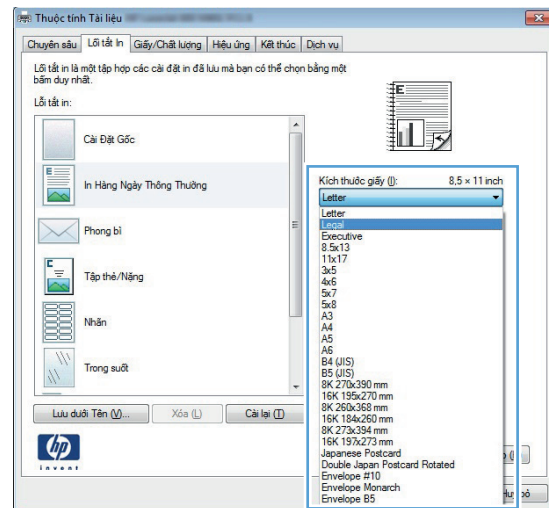 Thuộc tính Tài liệu
Chuyên sâu
Lối tắt In
Giấy/Chất lượng
Hiệu ứng
Kết thúc
Dịch vụ
Lối tắt in là một tập hợp các cài đặt in đã lưu mà bạn có thể chọn bằng một
bấm duy nhất.
Lỗi tắt in:
Cài Đặt Gốc
In Hàng Ngày Thông Thường
Phong bì
Tập thẻ/Nặng
Nhãn
Trong suốt
Lưu dưới Tên (V)...
Xóa (L)
Cài lại (T)
hp
invent
Kích thước giấy (J):
8,5 × 11 inch
Letter
Letter
Legal
Executive
8.5x13
11x17
3x5
4x6
5x7
5x8
A3
A4
A5
A6
B4 (JIS)
B5 (JIS)
8K 270x390 mm
16K 195x270 mm
8K 260x368 mm
16K 184x260 mm
8K 273x394 mm
16K 197x273 mm
Japanese Postcard
Double Japan Postcard Rotated
Envelope #10
Envelope Monarch
Envelope B5